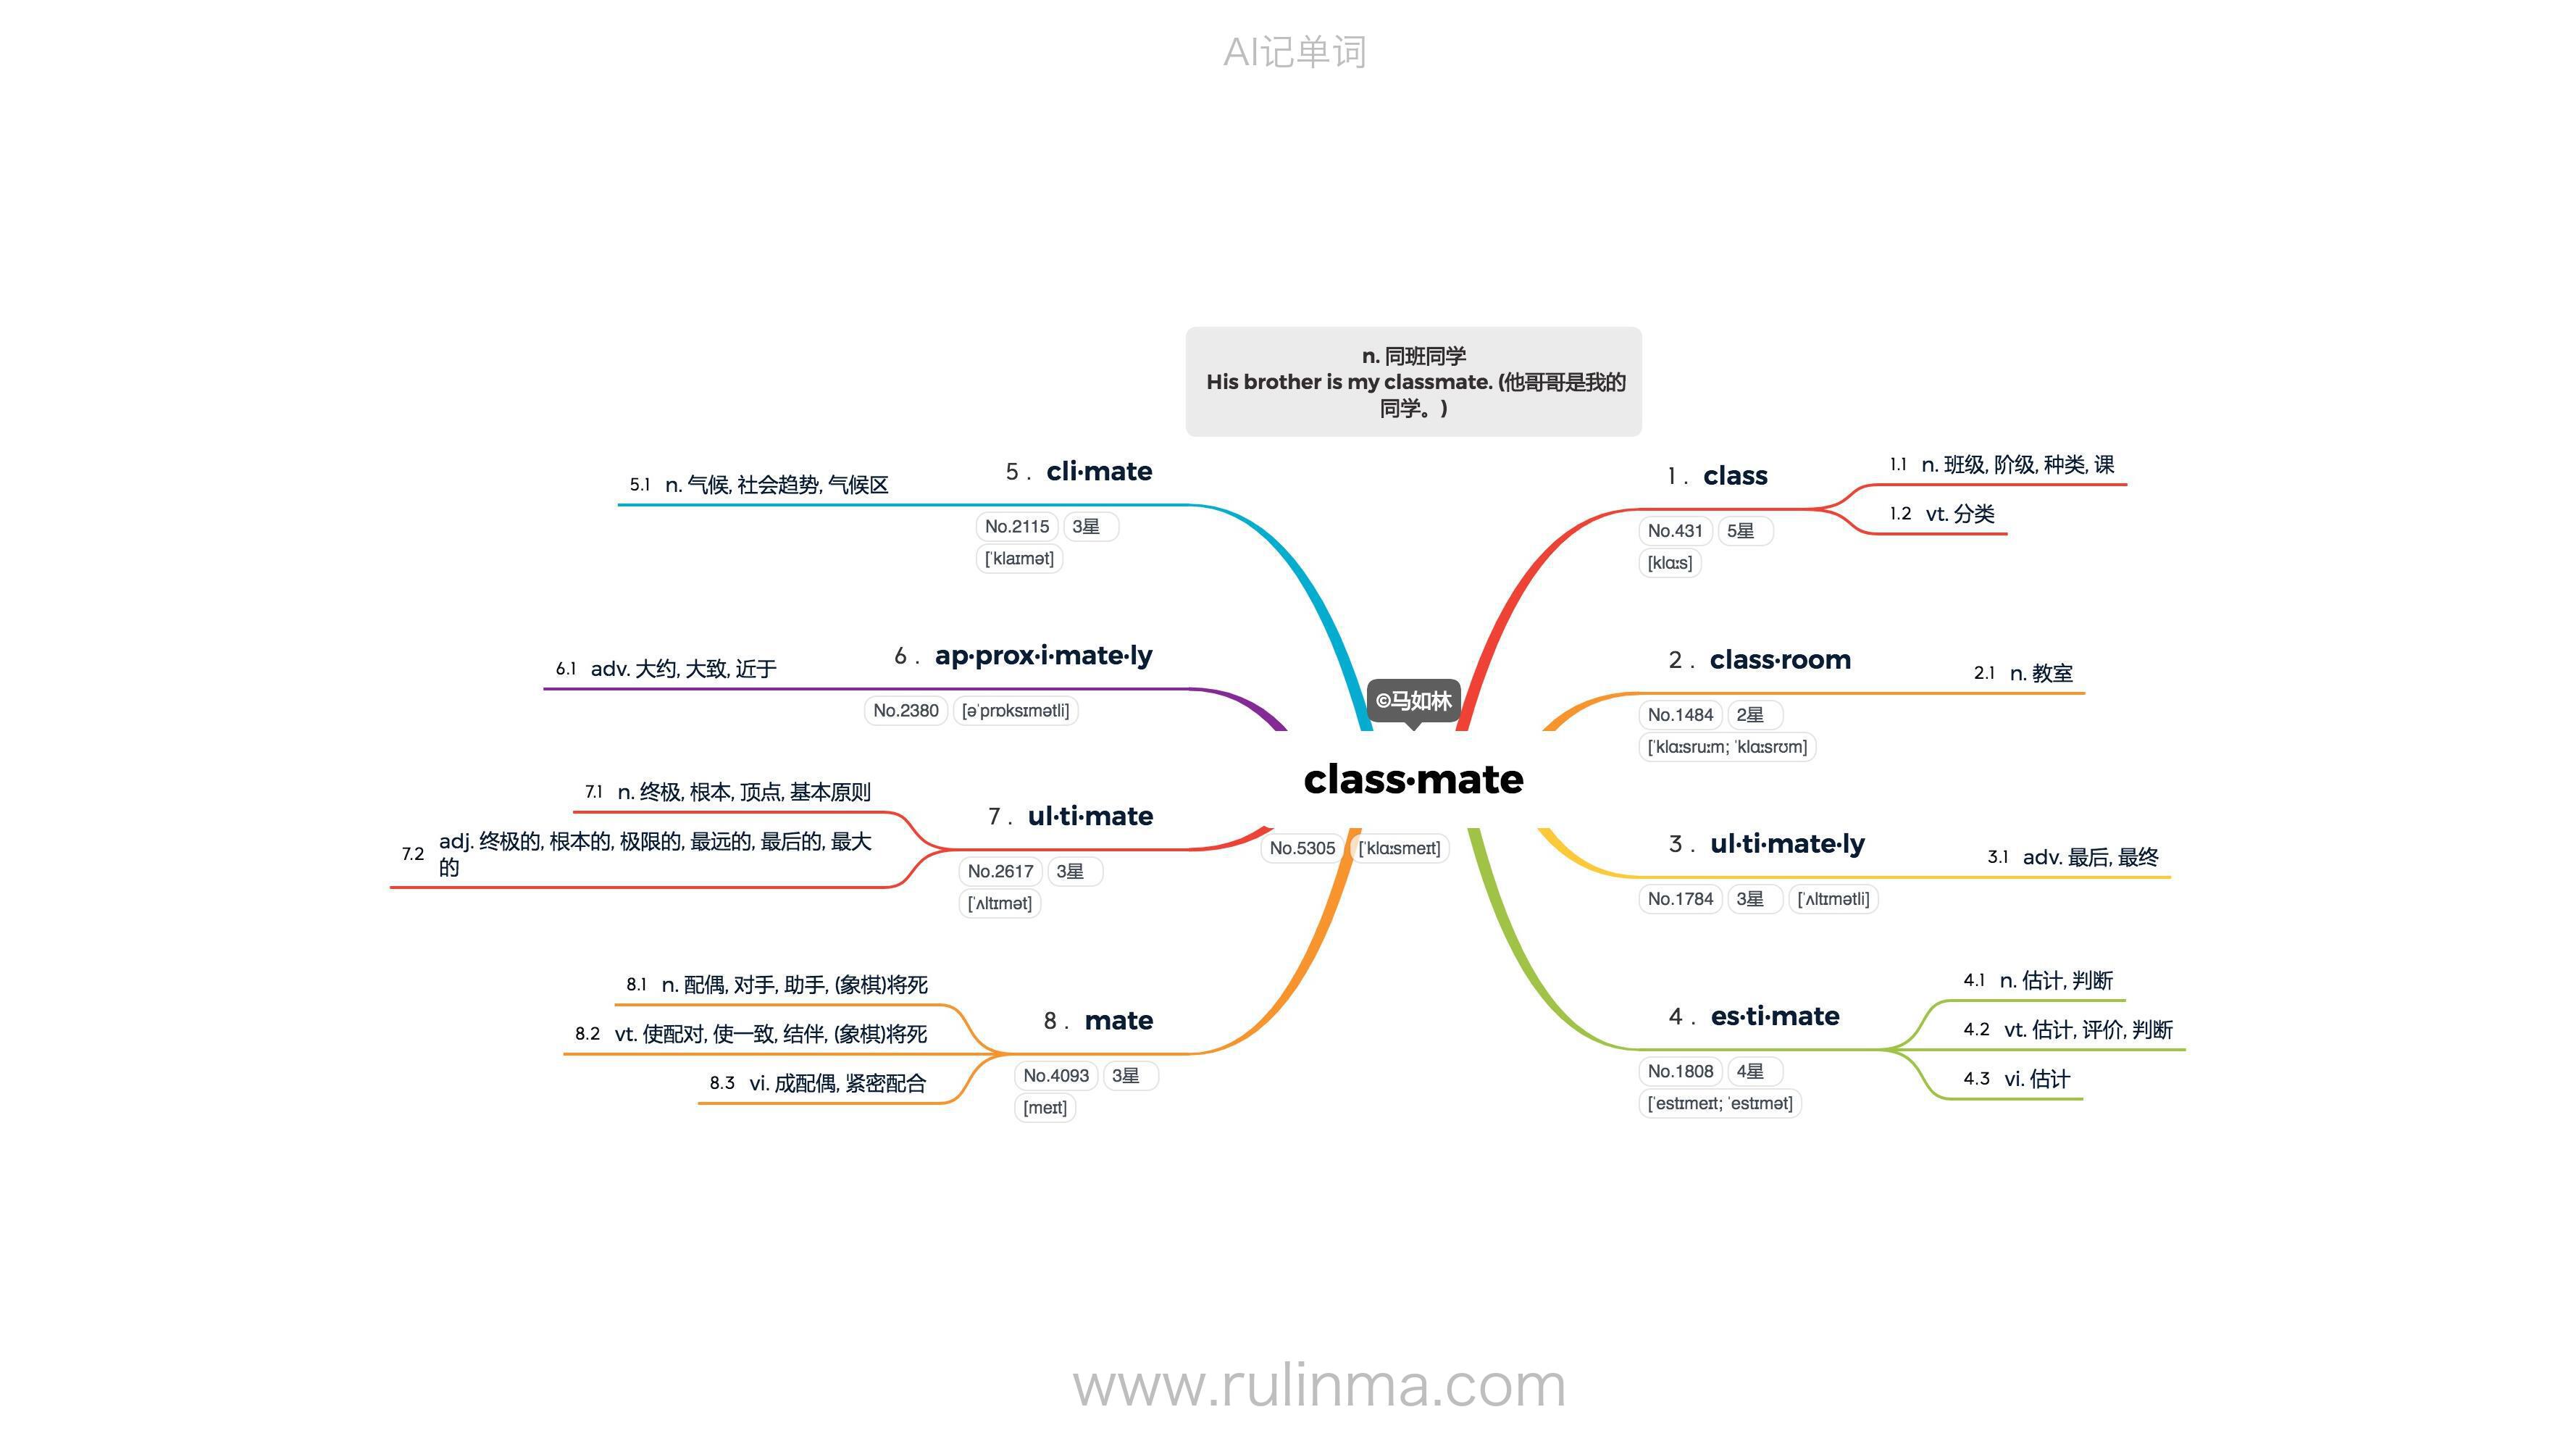 AI记单词
n. 同班同学
His brother is my classmate. (他哥哥是我的
同学。)
©马如林
class·mate
No.5305 [ˈklɑːsmeɪt]
1. class
No.431 5星
[klɑːs]
1.1 n. 班级, 阶级, 种类, 课
1.2 vt. 分类
2. class·room
No.1484 2星
[ˈklɑːsruːm; ˈklɑːsrʊm]
2.1 n. 教室
3. ul·ti·mate·ly
No.1784 3星 [ˈʌltɪmətli]
3.1 adv. 最后, 最终
4. es·ti·mate
No.1808 4星
[ˈestɪmeɪt; ˈestɪmət]
4.1 n. 估计, 判断
4.2 vt. 估计, 评价, 判断
4.3 vi. 估计
5. cli·mate
No.2115 3星
[ˈklaɪmət]
5.1 n. 气候, 社会趋势, 气候区
6. ap·prox·i·mate·ly
No.2380 [əˈprɒksɪmətli]
6.1 adv. 大约, 大致, 近于
7. ul·ti·mate
No.2617 3星
[ˈʌltɪmət]
7.1 n. 终极, 根本, 顶点, 基本原则
7.2 adj. 终极的, 根本的, 极限的, 最远的, 最后的, 最大
的
8. mate
No.4093 3星
[meɪt]
8.1 n. 配偶, 对手, 助手, (象棋)将死
8.2 vt. 使配对, 使一致, 结伴, (象棋)将死
8.3 vi. 成配偶, 紧密配合
www.rulinma.com